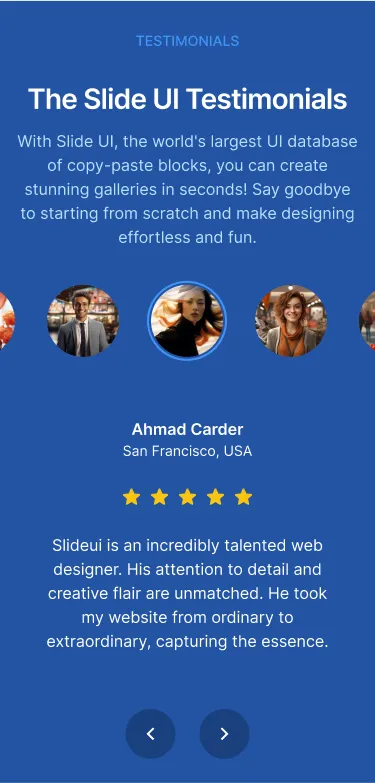 TESTIMONIALS
The Slide UI Testimonials
With Slide UI, the world's largest UI database
of copy-paste blocks, you can create
stunning galleries in seconds! Say goodbye
to starting from scratch and make designing
effortless and fun.
Ahmad Carder
San Francisco, USA
Slideui is an incredibly talented web
designer. His attention to detail and
creative flair are unmatched. He took
my website from ordinary to
extraordinary, capturing the essence.